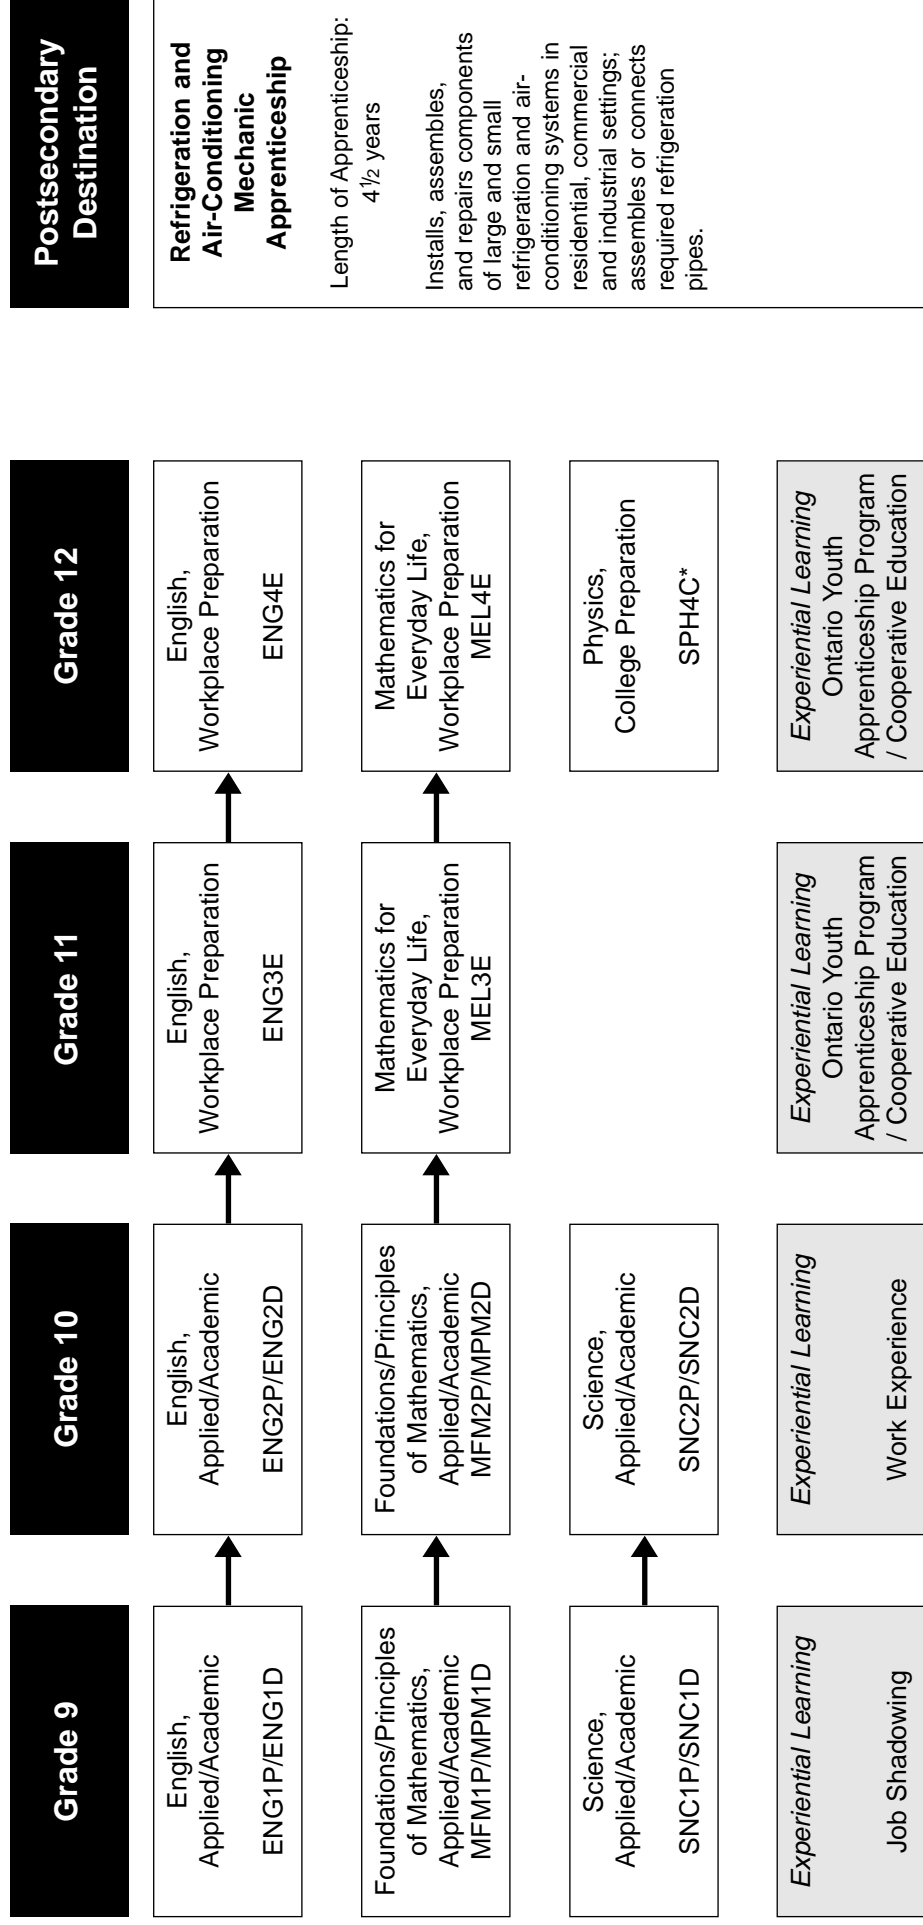 Grade 9
Grade 10
Grade 11
Grade 12
Postsecondary
Destination
English,
Applied/Academic
ENG1P/ENG1D
English,
Applied/Academic
ENG2P/ENG2D
English,
Workplace Preparation
ENG3E
English,
Workplace Preparation
ENG4E
Refrigeration and
Air-Conditioning
Mechanic
Apprenticeship
Length of Apprenticeship:
4½ years
Installs, assembles,
and repairs components
of large and small
refrigeration and air-
conditioning systems in
residential, commercial
and industrial settings;
assembles or connects
required refrigeration
pipes.
Foundations/Principles
of Mathematics,
Applied/Academic
MFM1P/MPM1D
Foundations/Principles
of Mathematics,
Applied/Academic
MFM2P/MPM2D
Mathematics for
Everyday Life,
Workplace Preparation
MEL3E
Mathematics for
Everyday Life,
Workplace Preparation
MEL4E
Science,
Applied/Academic
SNC1P/SNC1D
Science,
Applied/Academic
SNC2P/SNC2D
Physics,
College Preparation
SPH4C*
Experiential Learning
Job Shadowing
Experiential Learning
Work Experience
Experiential Learning
Ontario Youth
Apprenticeship Program
/ Cooperative Education
Experiential Learning
Ontario Youth
Apprenticeship Program
/ Cooperative Education